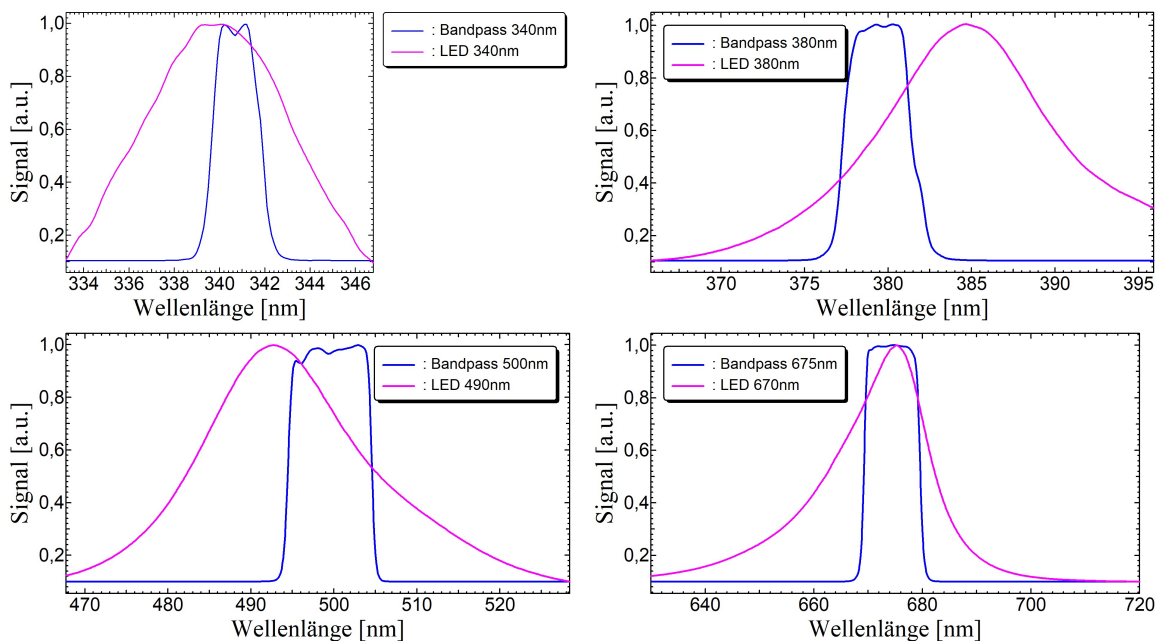 : Bandpass 340nm
: LED 340nm
1,0
0,8
0,6
0,4
0,2
Signal [a.u.]
334 336 338 340 342 344 346
Wellenlänge [nm]
: Bandpass 380nm
: LED 380nm
1,0
0,8
0,6
0,4
0,2
Signal [a.u.]
370 375 380 385 390 395
Wellenlänge [nm]
: Bandpass 500nm
: LED 490nm
1,0
0,8
0,6
0,4
0,2
Signal [a.u.]
470 480 490 500 510 520
Wellenlänge [nm]
: Bandpass 675nm
: LED 670nm
1,0
0,8
0,6
0,4
0,2
Signal [a.u.]
640 660 680 700 720
Wellenlänge [nm]